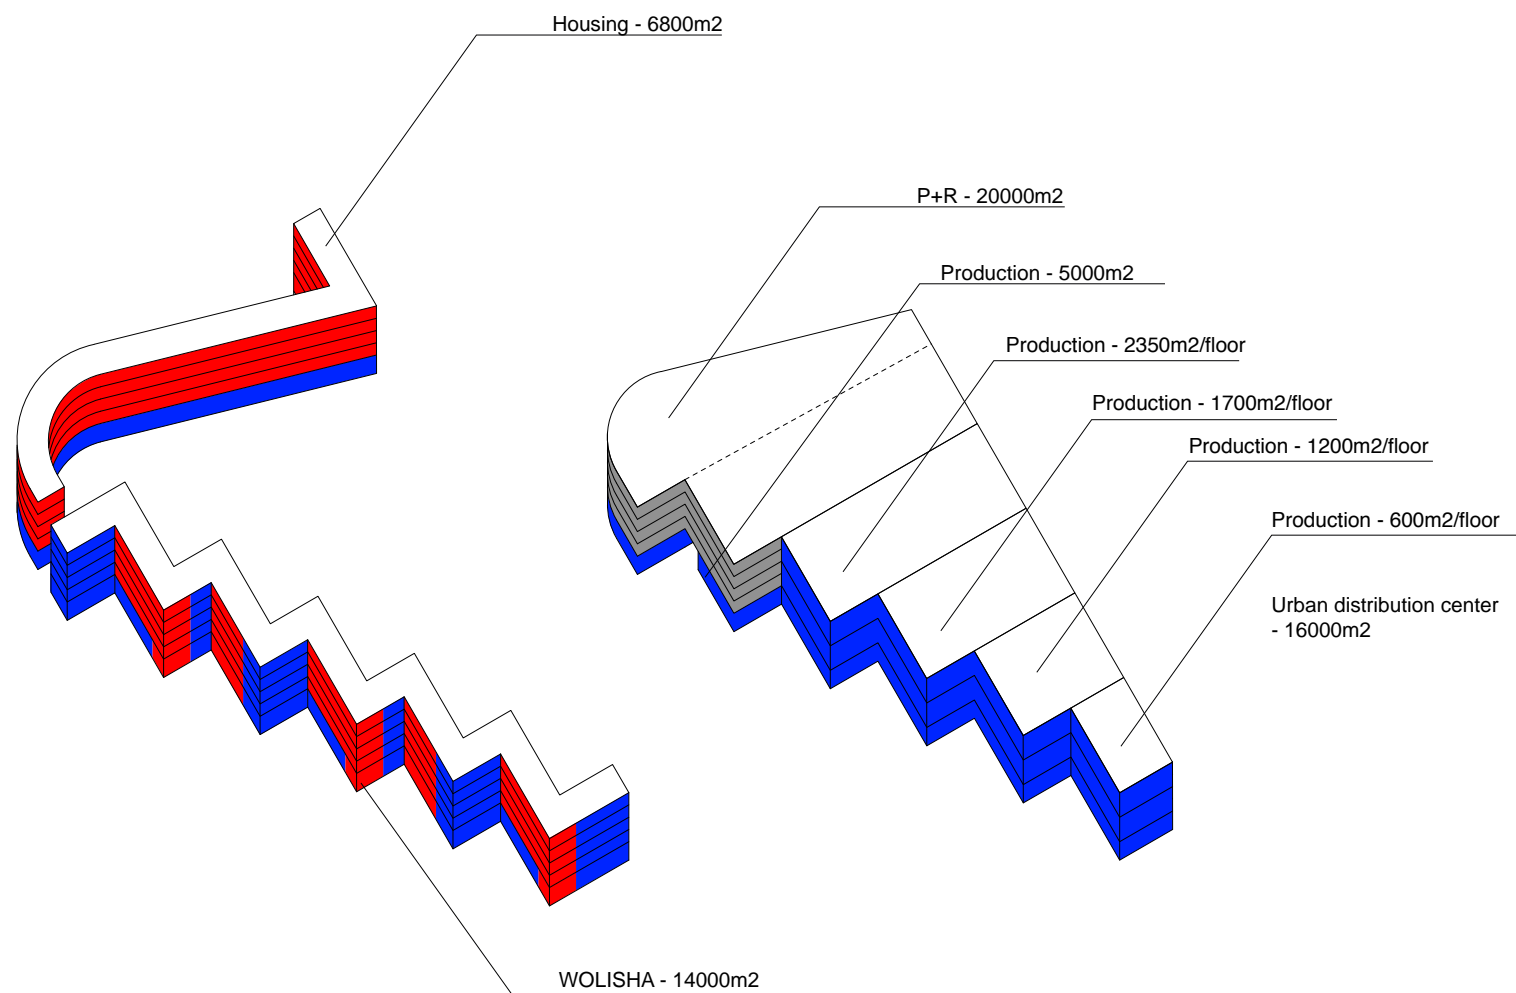 Housing - 6800m2
P+R - 20000m2
Production - 5000m2
Production - 2350m2/floor
Production - 1700m2/floor
Production - 1200m2/floor
Production - 600m2/floor
Urban distribution center
- 16000m2
WOLISHA - 14000m2